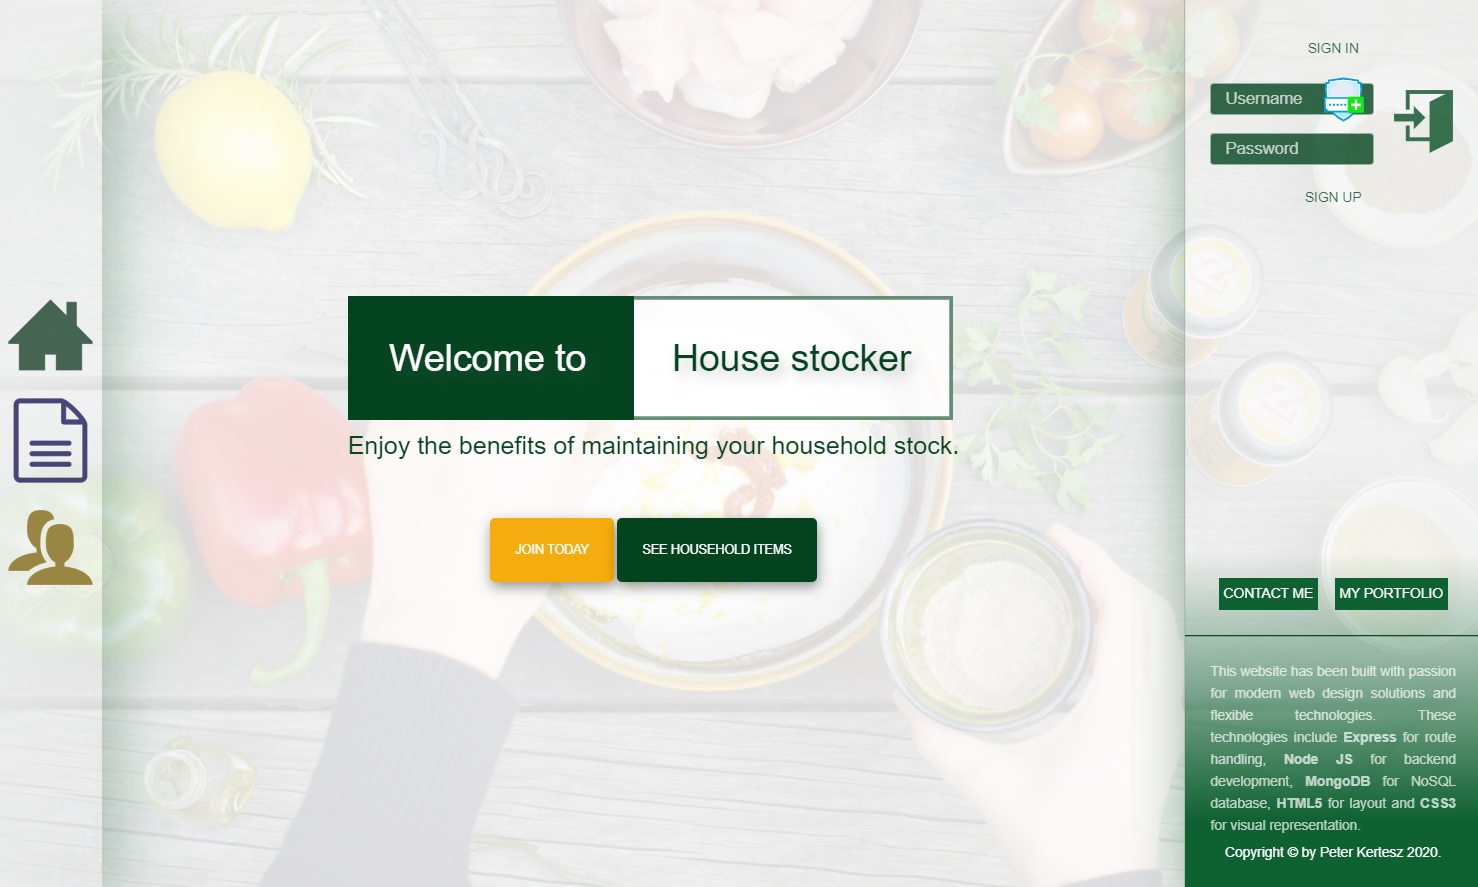 SIGN IN
Username
Password
SIGN UP
Welcome to House stocker
Enjoy the benefits of maintaining your household stock.
JOIN TODAY SEE HOUSEHOLD ITEMS
CONTACT ME MY PORTFOLIO
This website has been built with passion
for modern web design solutions and
flexible technologies. These
technologies include Express for route
handling, Node JS for backend
development, MongoDB for NoSQL
database, HTML5 for layout and CSS3
for visual representation.
Copyright © by Peter Kertesz 2020.